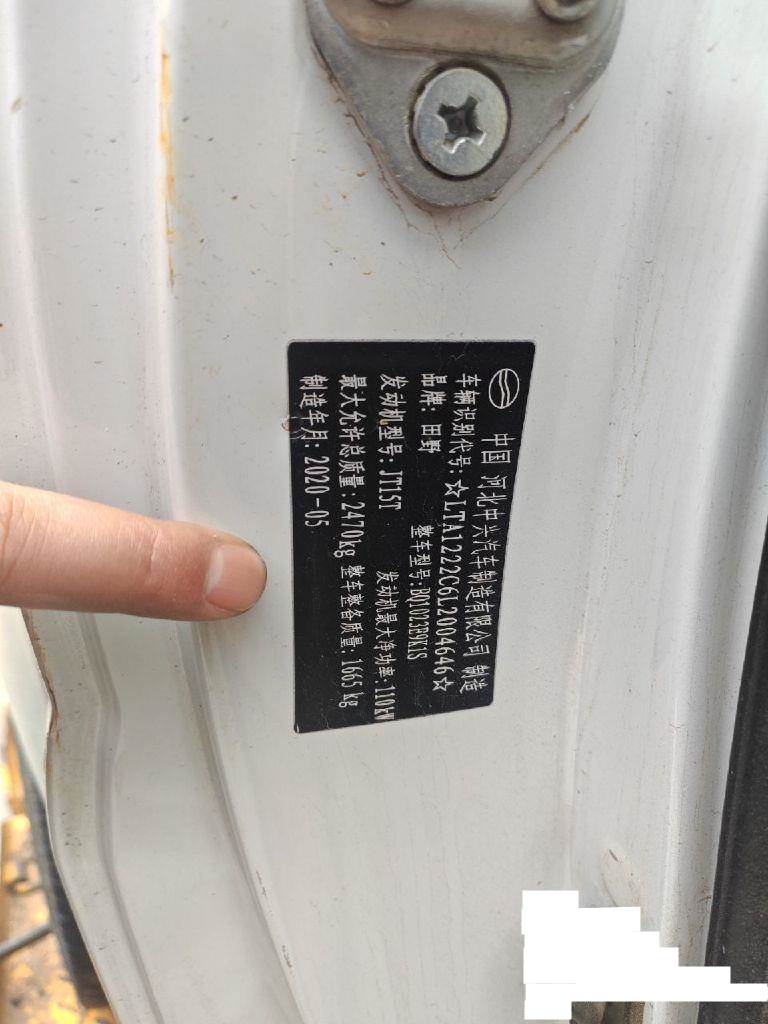 中国 河北中兴汽车制造有限公司 制造
车辆识别代号:☆LTA1222C6L2004646☆
品牌: 田野 整车型号:BQ1023E9K1S
发动机型号: JT15T 发动机最大净功率:110kW
最大允许总质量:2470kg 整车整备质量: 1665kg
制造年月: 2020-05